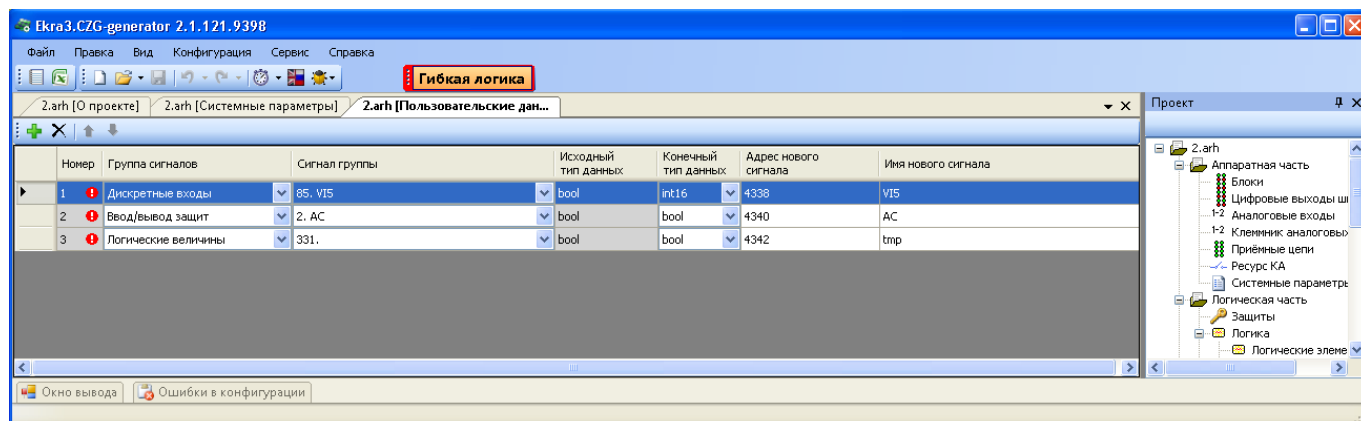 Ekra3.CZG-generator 2.1.121.9398
Файл Правка Вид Конфигурация Сервис Справка
Гибкая логика
2.arh [О проекте] 2.arh [Системные параметры] 2.arh [Пользовательские дан...
Номер Группа сигналов Сигнал группы Исходный тип данных Конечный тип данных Адрес нового сигнала Имя нового сигнала
1 Дискретные входы 85. VI5 bool int16 4338 VI5
2 Ввод/вывод защит 2. AC bool bool 4340 AC
3 Логические величины 331. bool bool 4342 tmp
Проект
2.arh
Аппаратная часть
Блоки
Цифровые выходы ш
1-2 Аналоговые входы
1-2 Клеммник аналоговых
Приёмные цепи
Ресурс КА
Системные параметры
Логическая часть
Защиты
Логика
Логические элеме
Окно вывода Ошибки в конфигурации